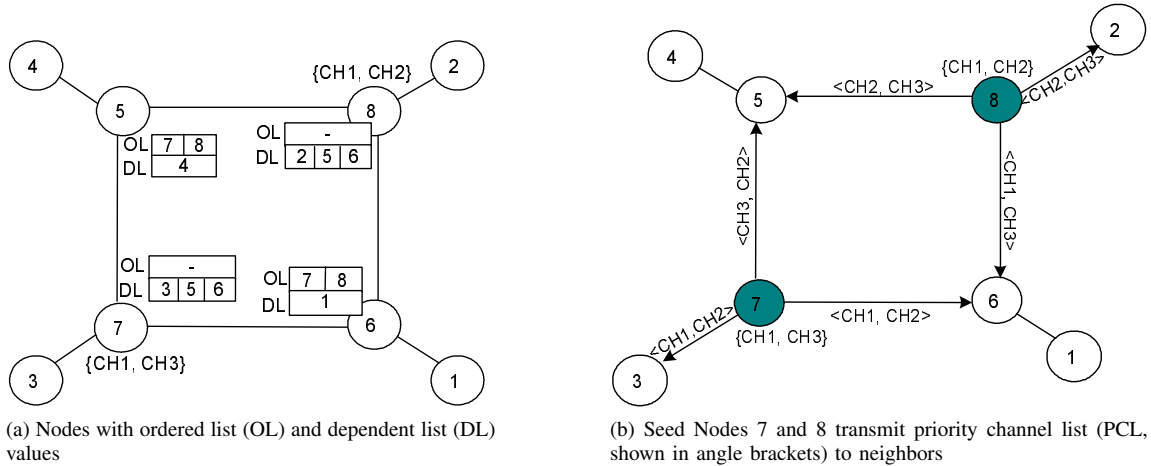 4
2
{CH1, CH2}
5
8
OL 7 8
DL 4
OL -
DL 2 5 6
OL -
DL 3 5 6
OL 7 8
DL 1
7
6
{CH1, CH3}
3
1
(a) Nodes with ordered list (OL) and dependent list (DL)
values
2
4
{CH1, CH2}
<CH2, CH3>
<CH2,CH3>
5
8
<CH3, CH2>
<CH1, CH3>
7
6
<CH1, CH2>
<CH1,CH2>
{CH1, CH3}
3
1
(b) Seed Nodes 7 and 8 transmit priority channel list (PCL,
shown in angle brackets) to neighbors